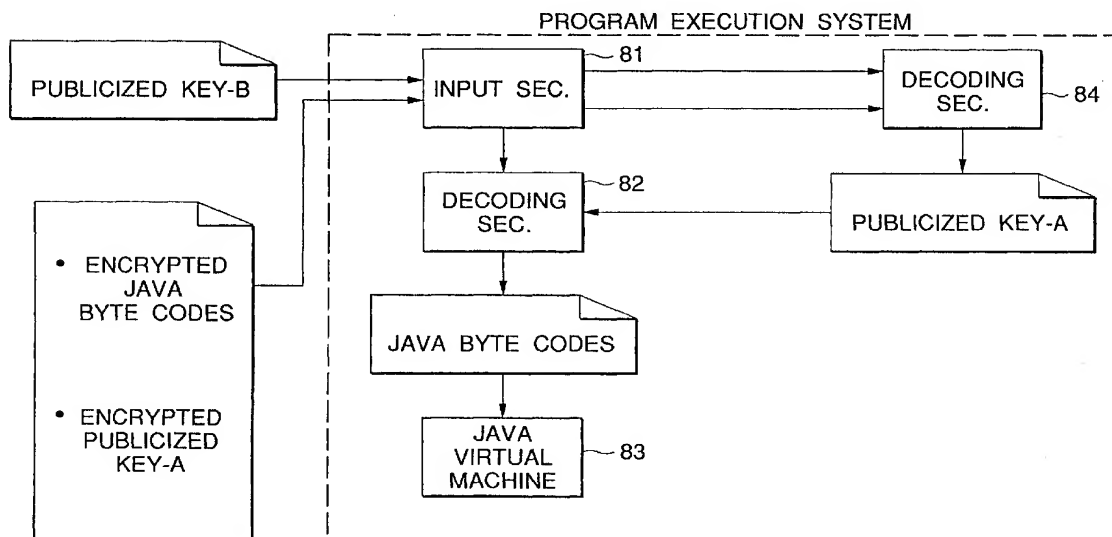 PROGRAM EXECUTION SYSTEM
PUBLICIZED KEY-B
81
INPUT SEC.
DECODING
SEC.
84
82
DECODING
SEC.
PUBLICIZED KEY-A
• ENCRYPTED
JAVA
BYTE CODES
JAVA BYTE CODES
• ENCRYPTED
PUBLICIZED
KEY-A
JAVA
VIRTUAL
MACHINE
83